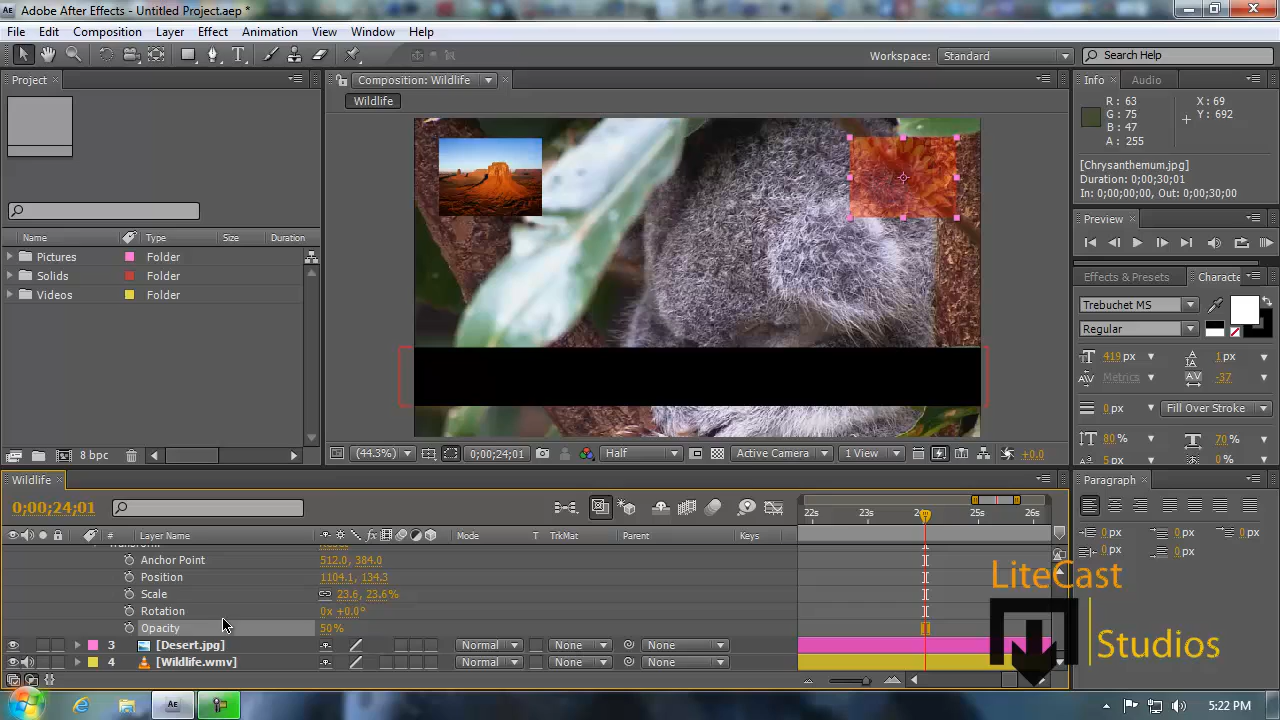 Adobe After Effects - Untitled Project.aep *
File Edit Composition Layer Effect Animation View Window Help
Workspace: Standard Search Help
Project
Composition: Wildlife
Wildlife
Info Audio
R: 63
G: 75
B: 47
A: 255
X: 69
Y: 692
[Chrysanthemum.jpg]
Duration: 0;00;30;01
In: 0;00;00;00, Out: 0;00;30;00
Preview
Name Type Size Duration
Pictures Folder
Solids Folder
Videos Folder
8 bpc
Effects & Presets Characte
Trebuchet MS
Regular
419 px 1 px
Metrics -37
0 px Fill Over Stroke
80 % 70 %
5 px 0 %
(44.3%) 0;00;24;01 Half Active Camera 1 View +0.0
Wildlife
0;00;24;01
22s 23s 25s 26s
# Layer Name Mode T TrkMat Parent Keys
Anchor Point 512.0, 384.0
Position 1104.1, 134.3
Scale 23.6, 23.6%
Rotation 0x +0.0°
Opacity 50%
3 [Desert.jpg] Normal None None
4 [Wildlife.wmv] Normal None None
Paragraph
0 px 0 px 0 px
0 px 0 px
LiteCast
Studios
5:22 PM